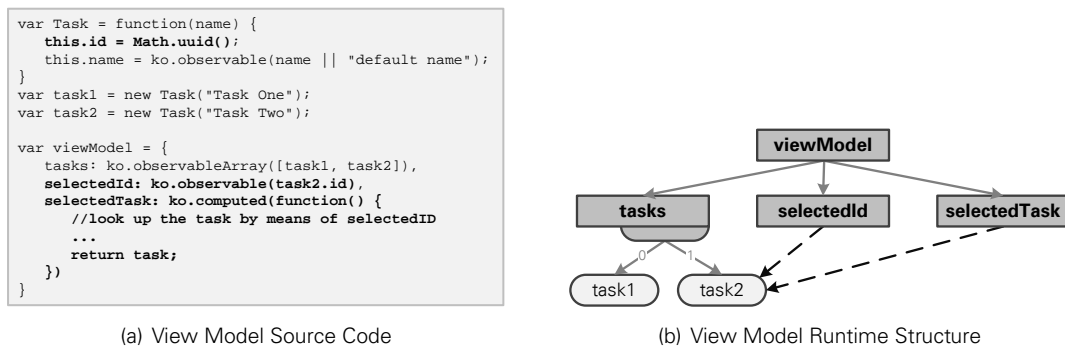 var Task = function(name) {
this.id = Math.uuid();
this.name = ko.observable(name || "default name");
}
var task1 = new Task("Task One");
var task2 = new Task("Task Two");
var viewModel = {
tasks: ko.observableArray([task1, task2]),
selectedId: ko.observable(task2.id),
selectedTask: ko.computed(function() {
//look up the task by means of selectedID
...
return task;
})
}
(a) View Model Source Code
viewModel
tasks selectedId selectedTask
0 1
task1 task2
(b) View Model Runtime Structure